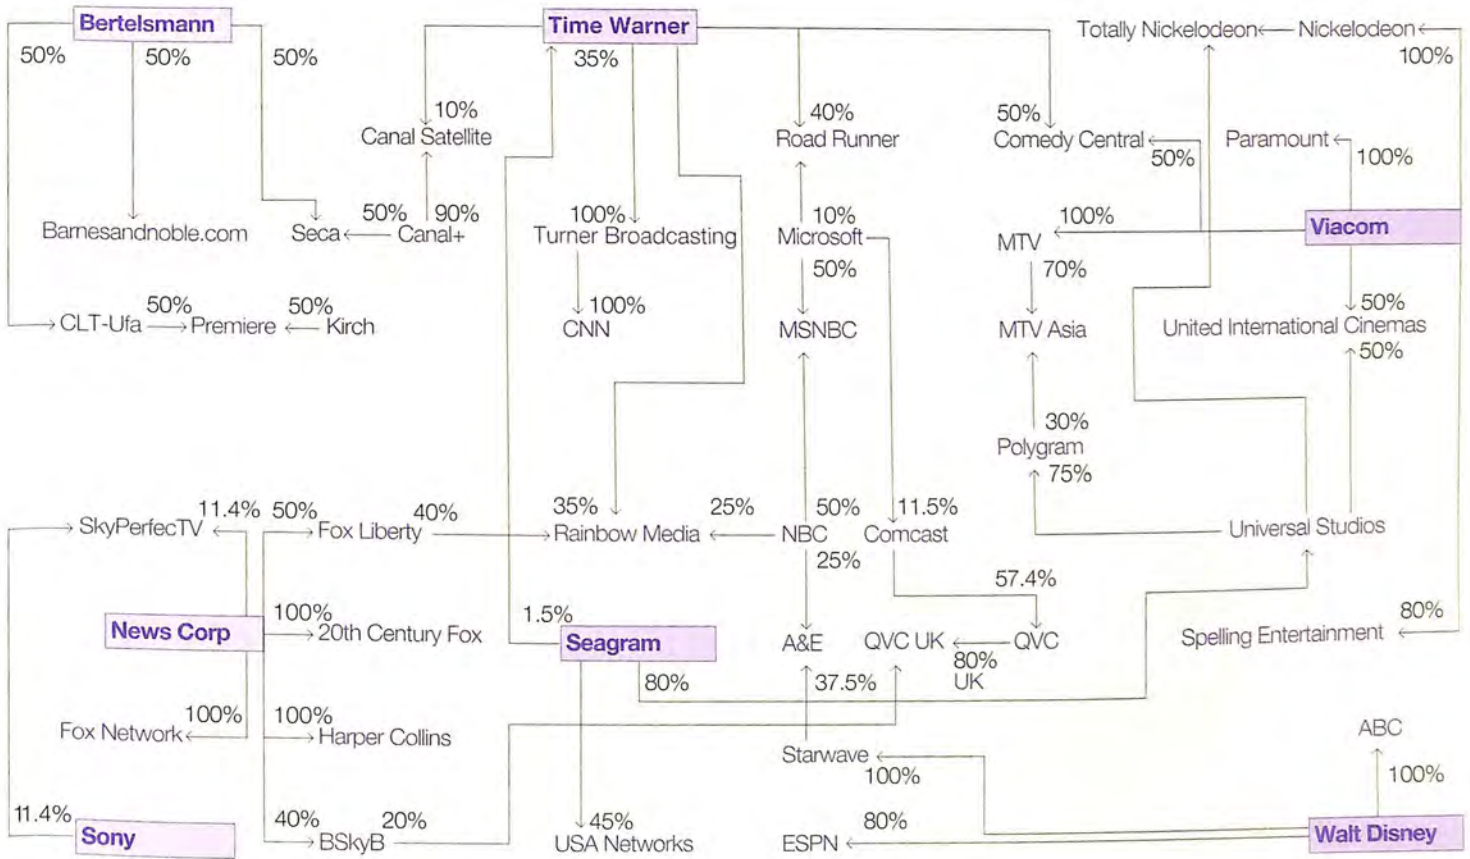 Bertelsmann
Time Warner
Totally Nickelodeon
Nickelodeon
50%
50%
50%
35%
100%
10%
40%
50%
Canal Satellite
Road Runner
Comedy Central
50%
Paramount
100%
50%
90%
100%
10%
100%
Viacom
Barnesandnoble.com
Seca
Canal+
Turner Broadcasting
Microsoft
MTV
50%
70%
50%
50%
100%
50%
CLT-Ufa
Premiere
Kirch
CNN
MSNBC
MTV Asia
United International Cinemas
50%
30%
Polygram
75%
11.4%
50%
40%
35%
25%
50%
11.5%
SkyPerfecTV
Fox Liberty
Rainbow Media
NBC
Comcast
Universal Studios
25%
57.4%
100%
1.5%
80%
News Corp
20th Century Fox
Seagram
A&E
QVC UK
QVC
Spelling Entertainment
80%
37.5%
80%
UK
100%
100%
Fox Network
Harper Collins
ABC
Starwave
100%
100%
11.4%
40%
20%
45%
80%
Sony
BSkyB
USA Networks
ESPN
Walt Disney